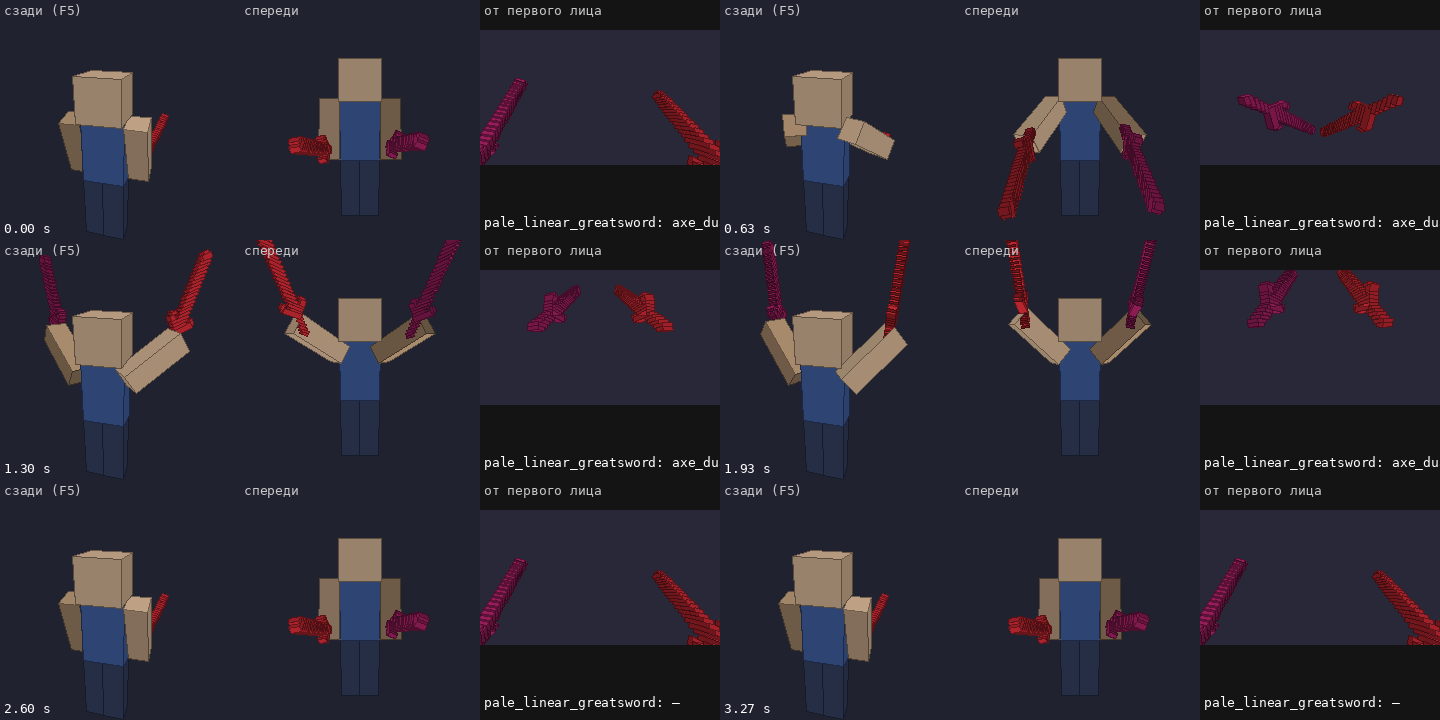 сзади (F5)
спереди
от первого лица
0.00 s
pale_linear_greatsword: axe_du
сзади (F5)
спереди
от первого лица
0.63 s
pale_linear_greatsword: axe_du
сзади (F5)
спереди
от первого лица
1.30 s
pale_linear_greatsword: axe_du
сзади (F5)
спереди
от первого лица
1.93 s
pale_linear_greatsword: axe_du
сзади (F5)
спереди
от первого лица
2.60 s
pale_linear_greatsword: —
сзади (F5)
спереди
от первого лица
3.27 s
pale_linear_greatsword: —